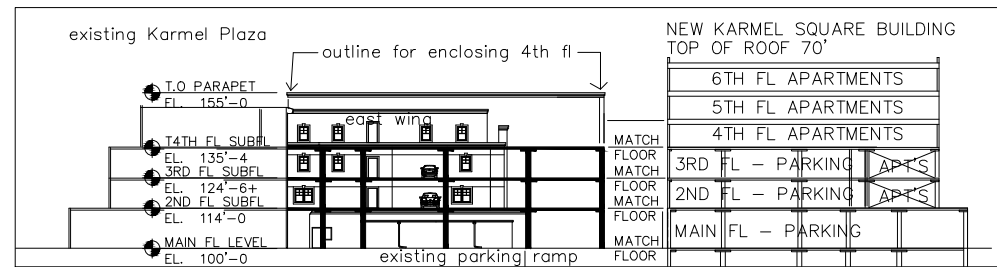 existing Karmel Plaza
outline for enclosing 4th fl
NEW KARMEL SQUARE BUILDING
TOP OF ROOF 70'
T.O PARAPET
EL. 155'-0
east wing
T4TH FL SUBFL
EL. 135'-4
3RD FL SUBFL
EL. 124'-6+
2ND FL SUBFL
EL. 114'-0
MAIN FL LEVEL
EL. 100'-0
existing parking ramp
MATCH
FLOOR
MATCH
FLOOR
MATCH
FLOOR
MATCH
FLOOR
6TH FL APARTMENTS
5TH FL APARTMENTS
4TH FL APARTMENTS
3RD FL - PARKING
APT'S
2ND FL - PARKING
APT'S
MAIN FL - PARKING